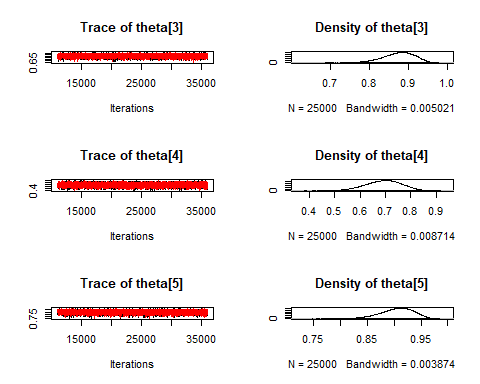 Trace of theta[3]
Density of theta[3]
0.65
0
15000 25000 35000
0.7 0.8 0.9 1.0
Iterations
N = 25000 Bandwidth = 0.005021
Trace of theta[4]
Density of theta[4]
0.4
0
15000 25000 35000
0.4 0.5 0.6 0.7 0.8 0.9
Iterations
N = 25000 Bandwidth = 0.008714
Trace of theta[5]
Density of theta[5]
0.75
0
15000 25000 35000
0.75 0.85 0.95
Iterations
N = 25000 Bandwidth = 0.003874